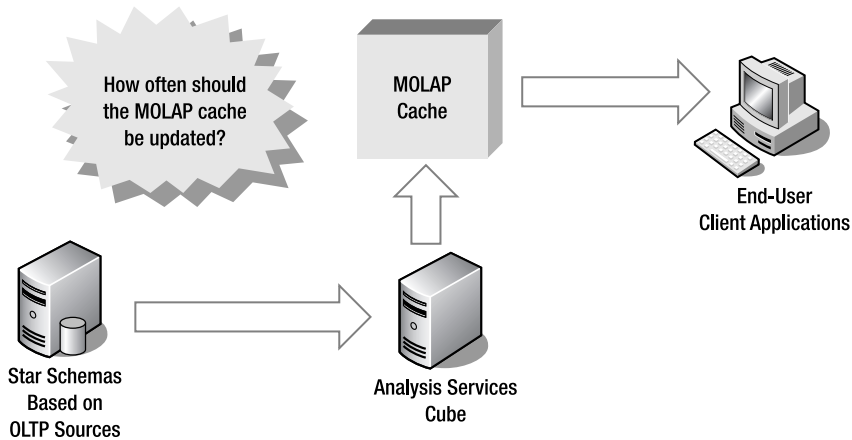 How often should
the MOLAP cache
be updated?
MOLAP
Cache
End-User
Client Applications
Star Schemas
Based on
OLTP Sources
Analysis Services
Cube